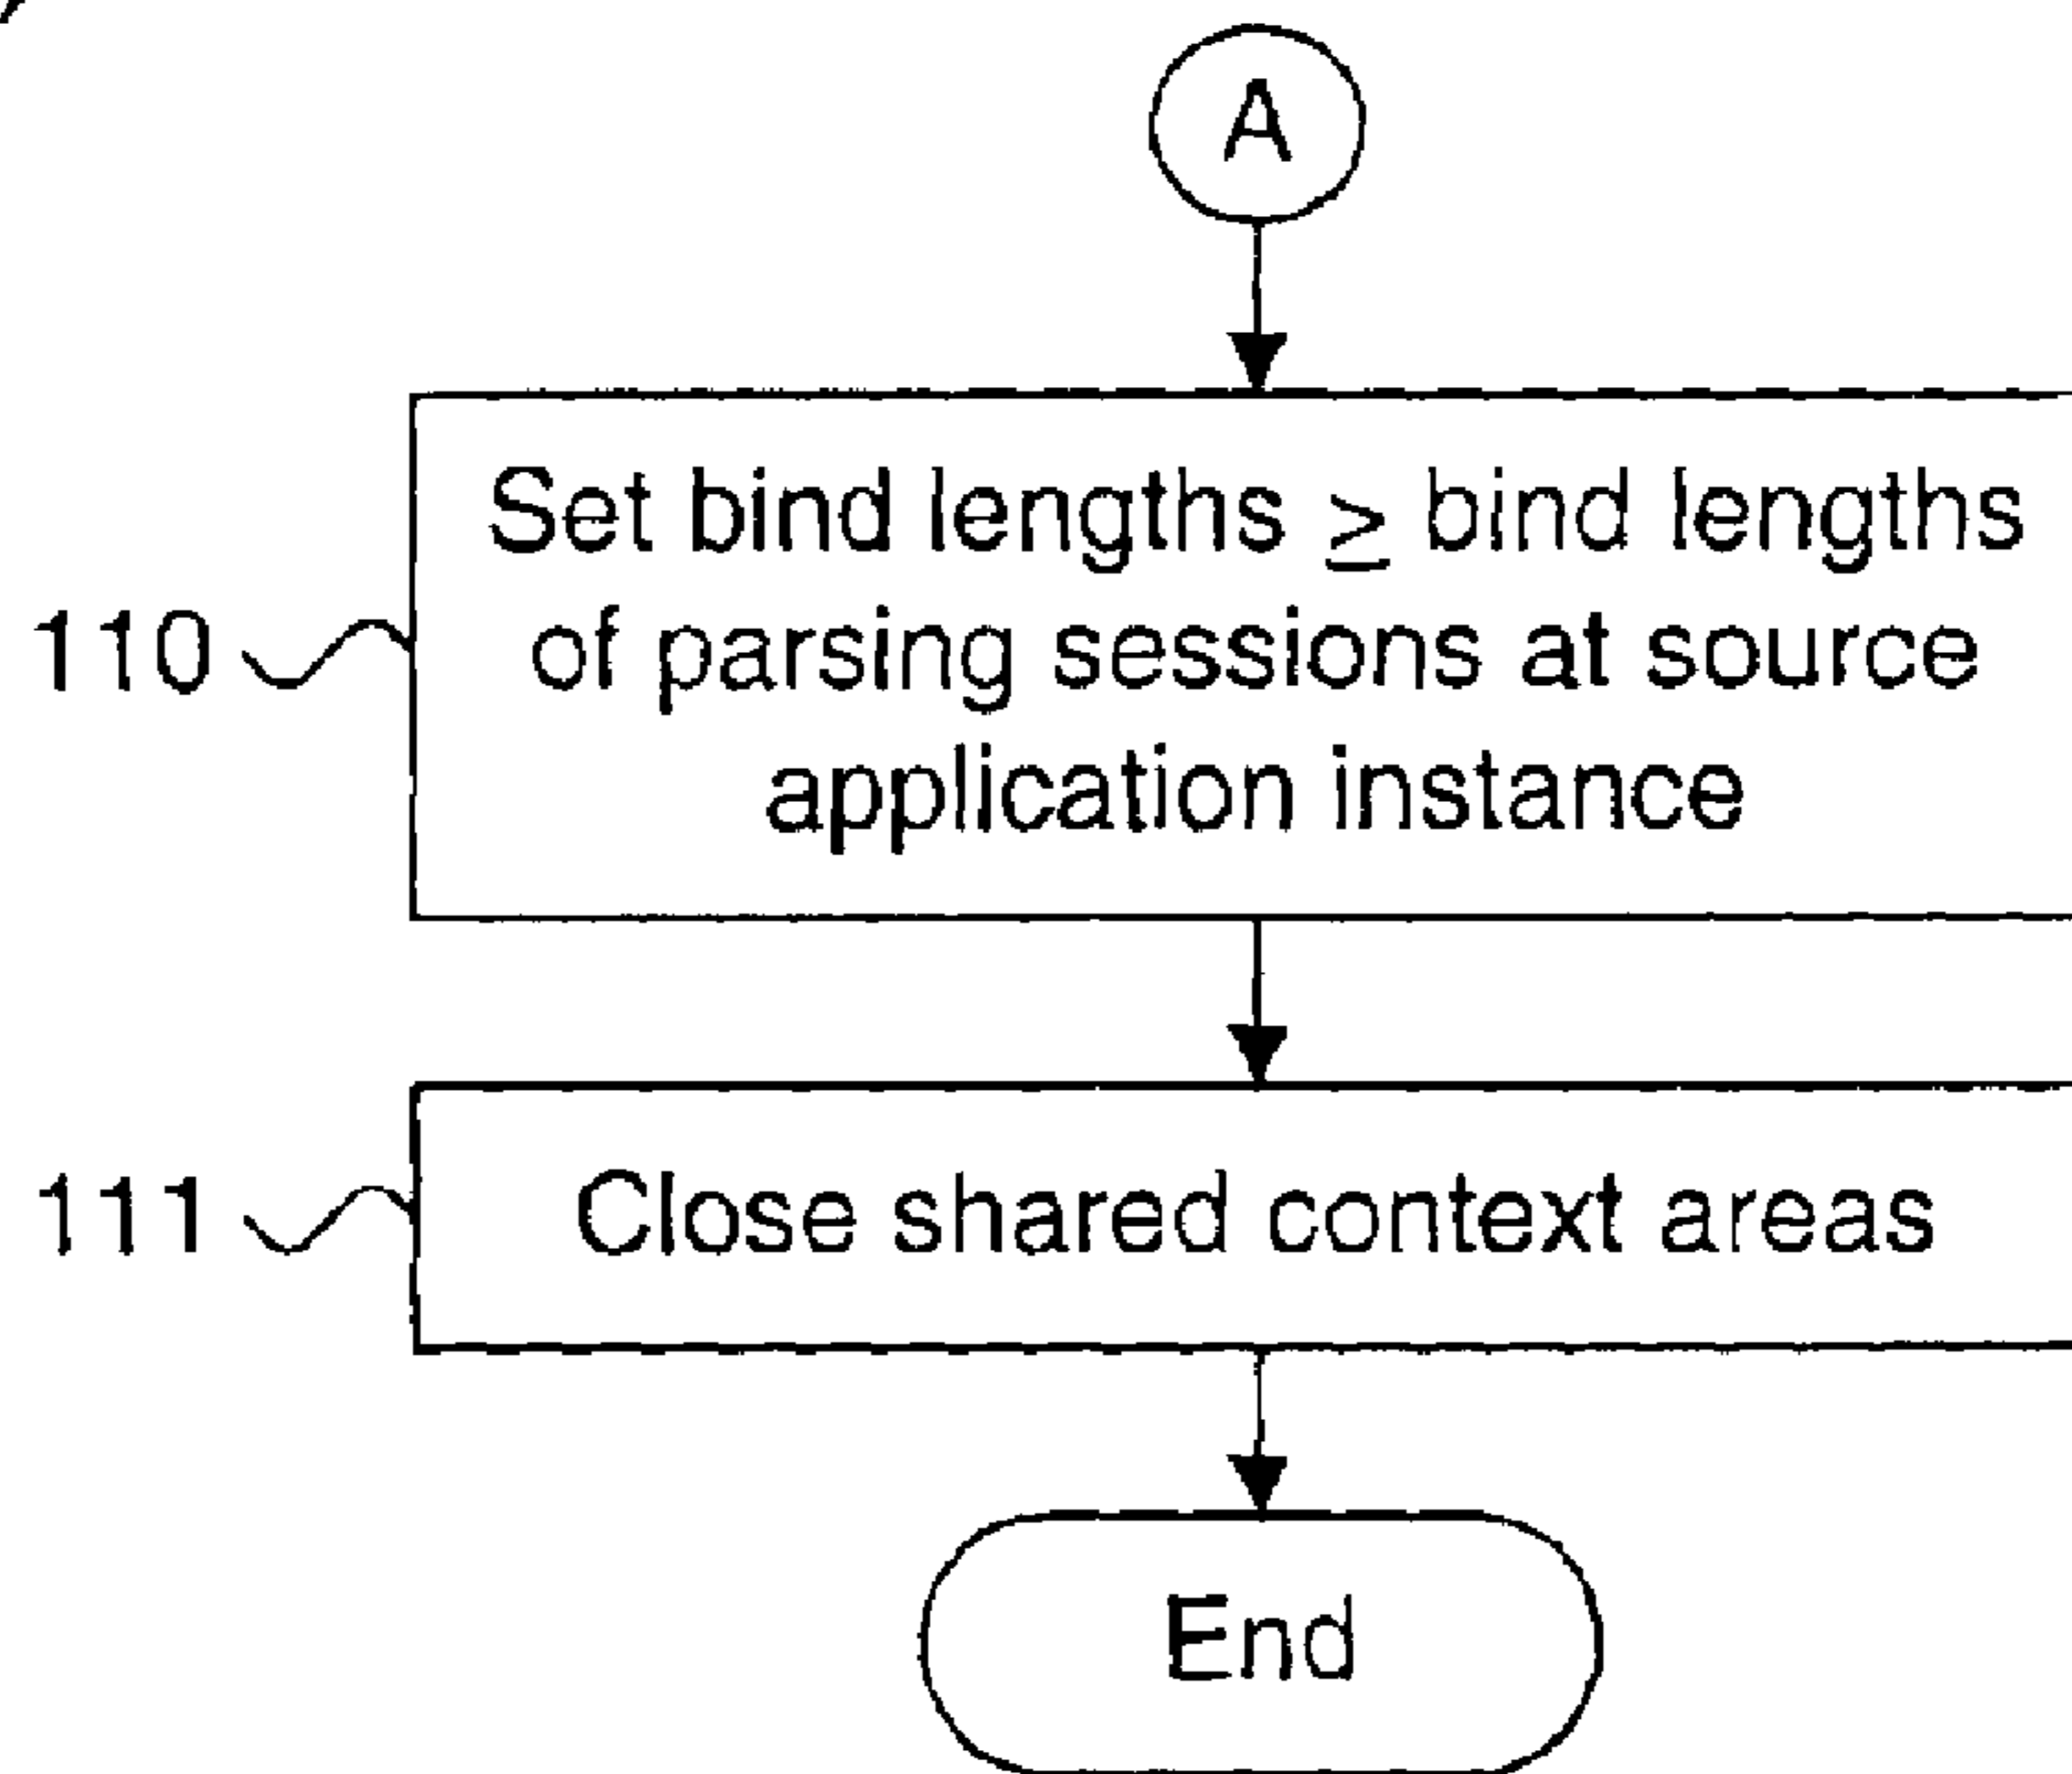 A
Set bind lengths ≥ bind lengths
110
of parsing sessions at source
application instance
111
Close shared context areas
End